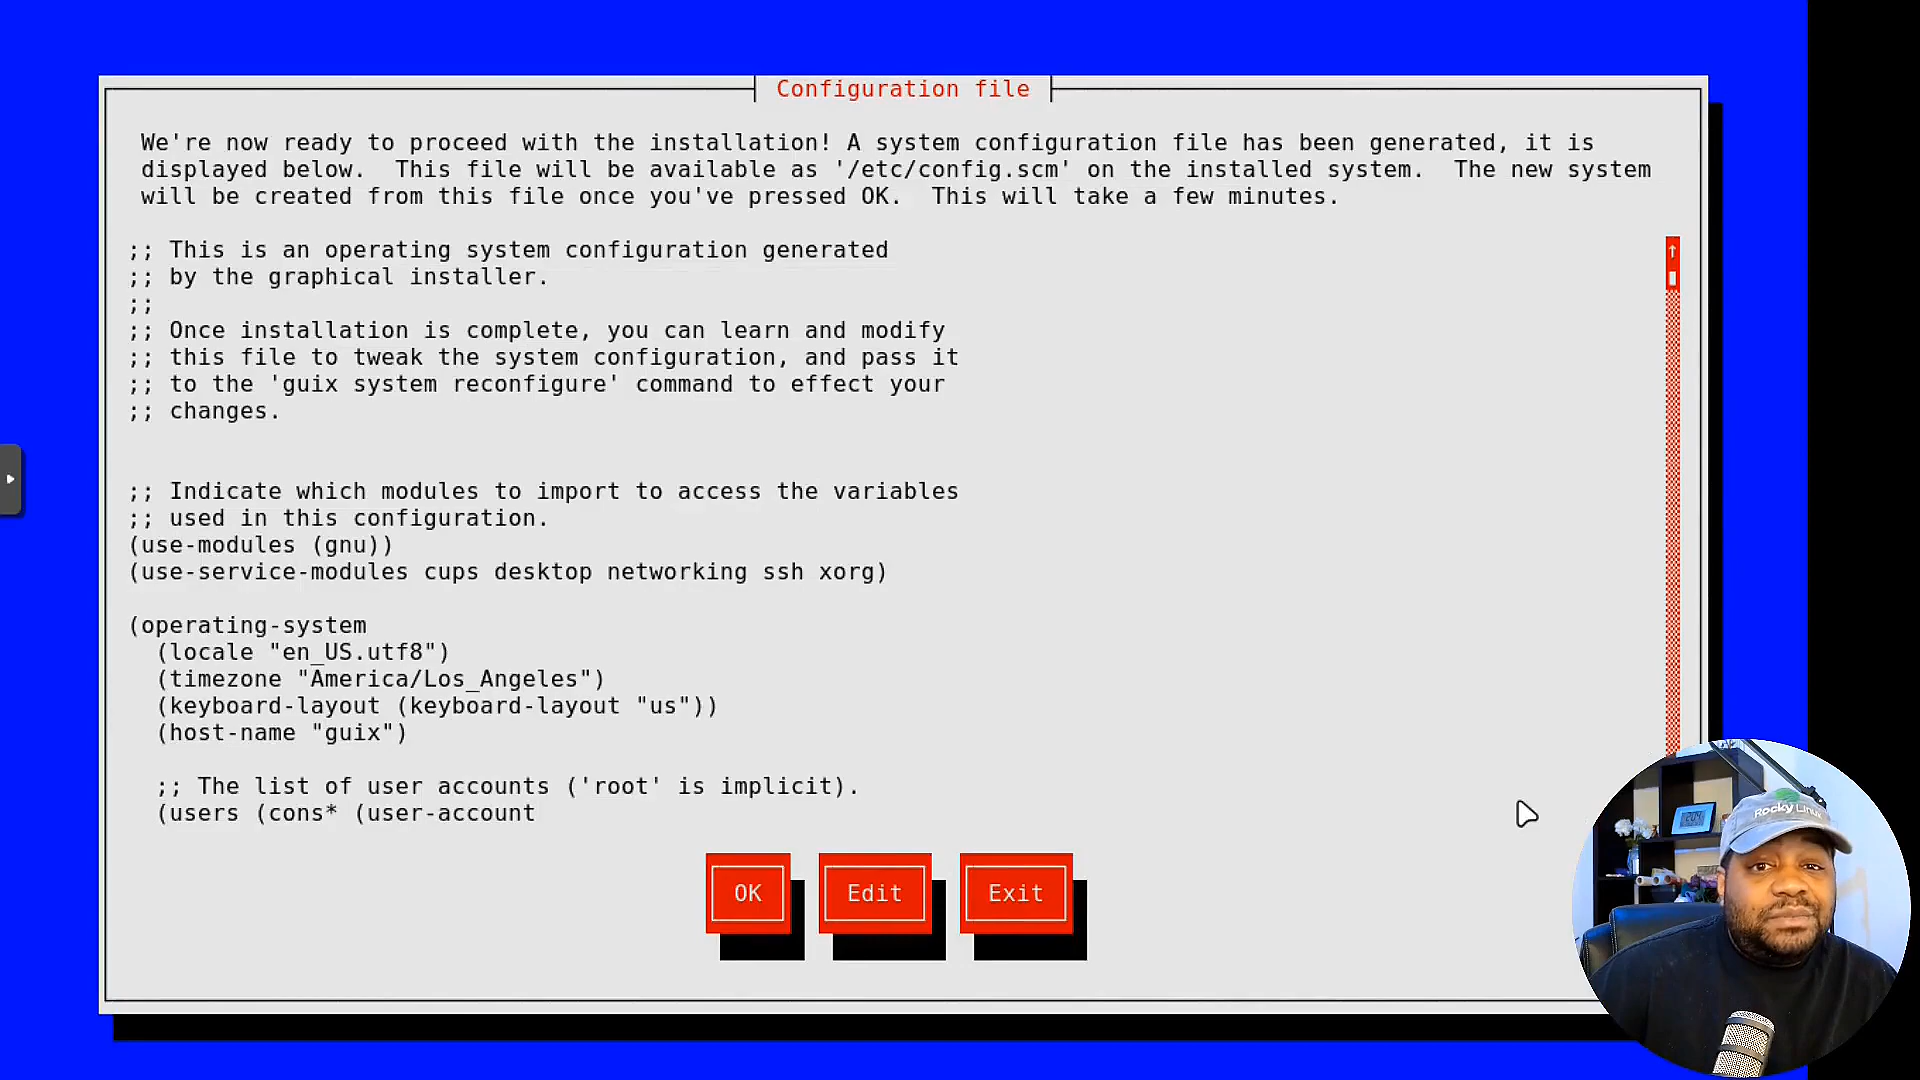 Configuration file
We're now ready to proceed with the installation! A system configuration file has been generated, it is
displayed below.  This file will be available as '/etc/config.scm' on the installed system.  The new system
will be created from this file once you've pressed OK.  This will take a few minutes.
;; This is an operating system configuration generated
;; by the graphical installer.
;;
;; Once installation is complete, you can learn and modify
;; this file to tweak the system configuration, and pass it
;; to the 'guix system reconfigure' command to effect your
;; changes.
;; Indicate which modules to import to access the variables
;; used in this configuration.
(use-modules (gnu))
(use-service-modules cups desktop networking ssh xorg)
(operating-system
  (locale "en_US.utf8")
  (timezone "America/Los_Angeles")
  (keyboard-layout (keyboard-layout "us"))
  (host-name "guix")
  ;; The list of user accounts ('root' is implicit).
  (users (cons* (user-account
OK Edit Exit
Rocky Linux